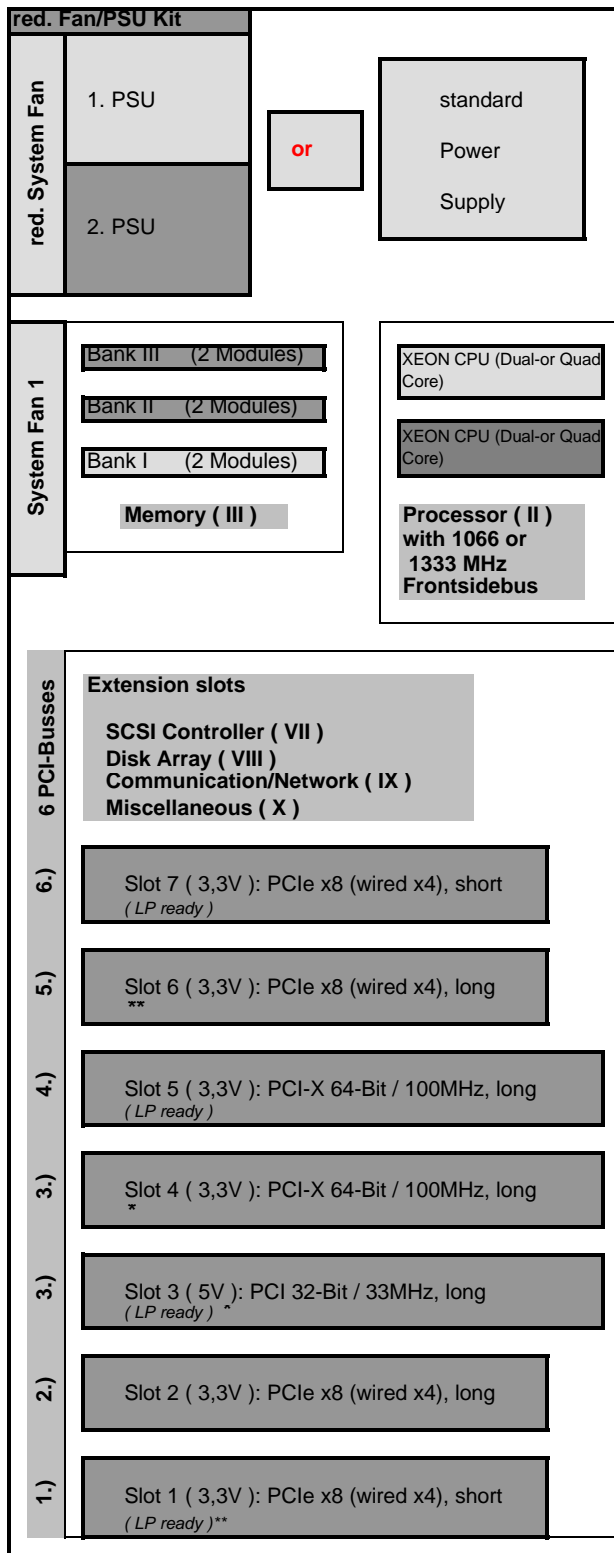 red. Fan/PSU Kit
red. System Fan
1. PSU
2. PSU
or
standard
Power
Supply
System Fan 1
Bank III (2 Modules)
Bank II (2 Modules)
Bank I (2 Modules)
Memory ( III )
XEON CPU (Dual-or Quad
Core)
XEON CPU (Dual-or Quad
Core)
Processor ( II )
with 1066 or
1333 MHz
Frontsidebus
6 PCI-Busses
Extension slots
SCSI Controller ( VII )
Disk Array ( VIII )
Communication/Network ( IX )
Miscellaneous ( X )
6.)
Slot 7 ( 3,3V ): PCIe x8 (wired x4), short
( LP ready )
5.)
Slot 6 ( 3,3V ): PCIe x8 (wired x4), long
**
4.)
Slot 5 ( 3,3V ): PCI-X 64-Bit / 100MHz, long
( LP ready )
3.)
Slot 4 ( 3,3V ): PCI-X 64-Bit / 100MHz, long
*
3.)
Slot 3 ( 5V ): PCI 32-Bit / 33MHz, long
( LP ready ) *
2.)
Slot 2 ( 3,3V ): PCIe x8 (wired x4), long
1.)
Slot 1 ( 3,3V ): PCIe x8 (wired x4), short
( LP ready )**